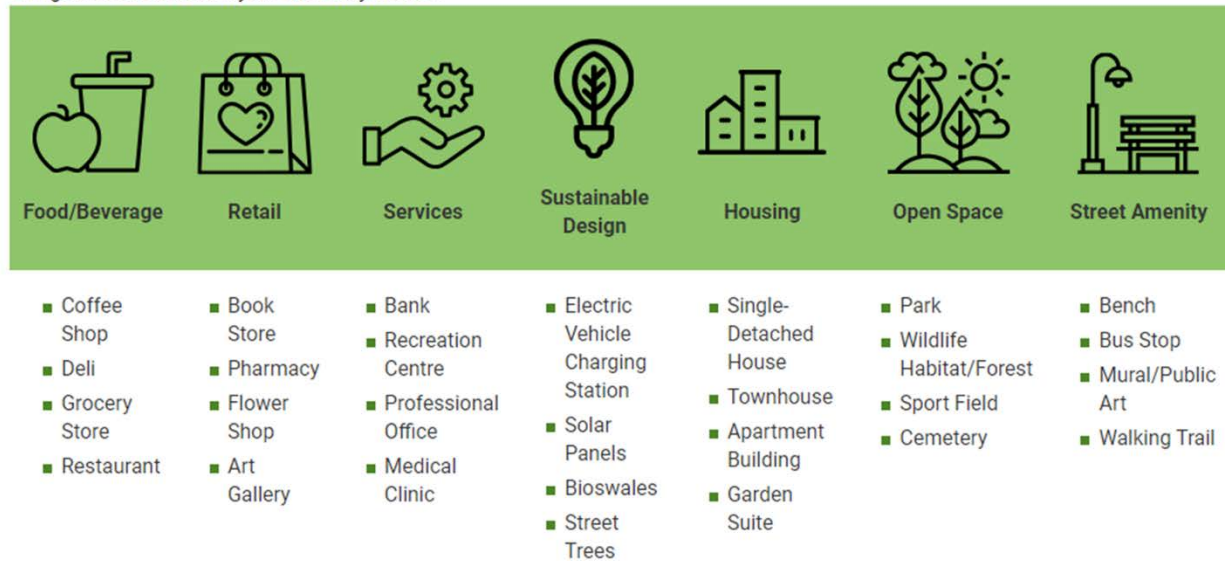 Food/Beverage
Retail
Services
Sustainable
Design
Housing
Open Space
Street Amenity
Coffee
Shop
Deli
Grocery
Store
Restaurant
Book
Store
Pharmacy
Flower
Shop
Art
Gallery
Bank
Recreation
Centre
Professional
Office
Medical
Clinic
Electric
Vehicle
Charging
Station
Solar
Panels
Bioswales
Street
Trees
Single-
Detached
House
Townhouse
Apartment
Building
Garden
Suite
Park
Wildlife
Habitat/Forest
Sport Field
Cemetery
Bench
Bus Stop
Mural/Public
Art
Walking Trail